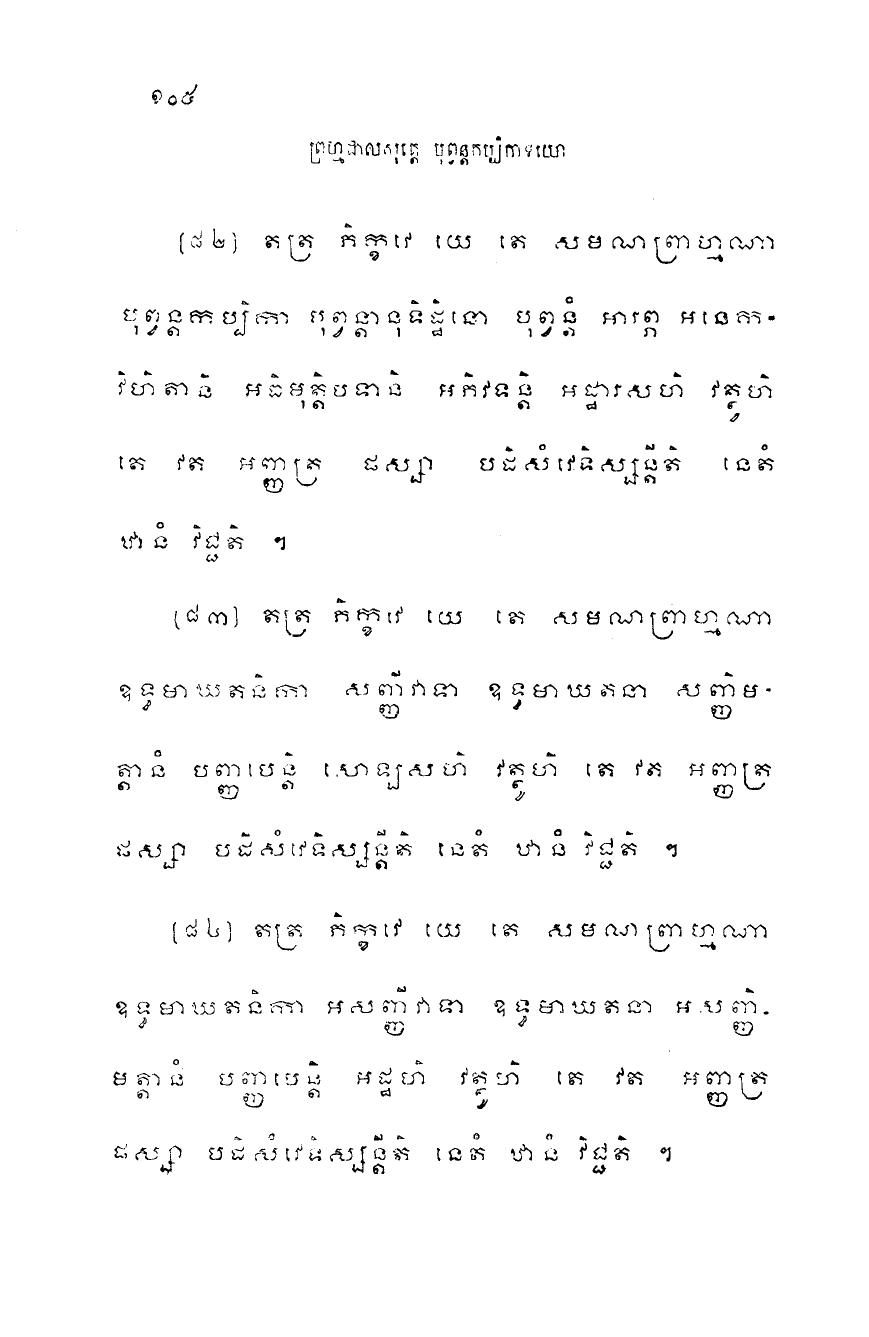 ១០៥
ព្រហ្មជាលសុត្តេ បុព្វន្តកប្បិកាទយោ
(៨២) តត្រ ភិក្ខវេ យេ តេ សមណព្រាហ្មណា
បុព្វន្តកប្បិកា បុព្វន្តានុទិដ្ឋិនោ បុព្វន្តំ អារព្ភ អនេក-
វិហិតានិ អធិមុត្តិបទានិ អភិវទន្តិ អដ្ឋារសហិ វត្ថូហិ
តេ វត អញ្ញត្រ ផស្សា បដិសំវេទិស្សន្តីតិ នេតំ
ឋានំ វិជ្ជតិ ។
(៨៣) តត្រ ភិក្ខវេ យេ តេ សមណព្រាហ្មណា
ឧទ្ធមាឃតនិកា សញ្ញីវាទា ឧទ្ធមាឃតនា សញ្ញិម-
ត្តានំ បញ្ញាបេន្តិ សោឡសហិ វត្ថូហិ តេ វត អញ្ញត្រ
ផស្សា បដិសំវេទិស្សន្តីតិ នេតំ ឋានំ វិជ្ជតិ ។
(៨៤) តត្រ ភិក្ខវេ យេ តេ សមណព្រាហ្មណា
ឧទ្ធមាឃតនិកា អសញ្ញីវាទា ឧទ្ធមាឃតនា អសញ្ញិ-
មត្តានំ បញ្ញាបេន្តិ អដ្ឋហិ វត្ថូហិ តេ វត អញ្ញត្រ
ផស្សា បដិសំវេទិស្សន្តីតិ នេតំ ឋានំ វិជ្ជតិ ។